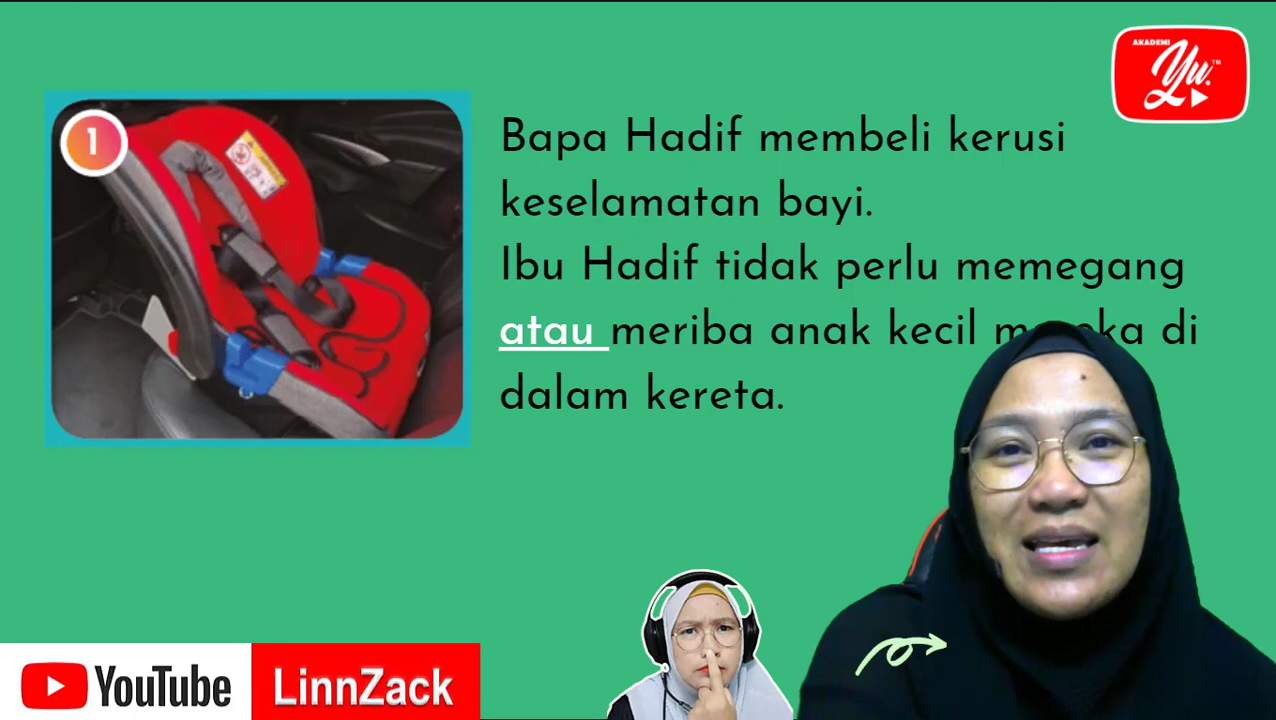 AKADEMI
Yu.™
1
Bapa Hadif membeli kerusi
keselamatan bayi.
Ibu Hadif tidak perlu memegang
atau meriba anak kecil di
dalam kereta.
YouTube
LinnZack